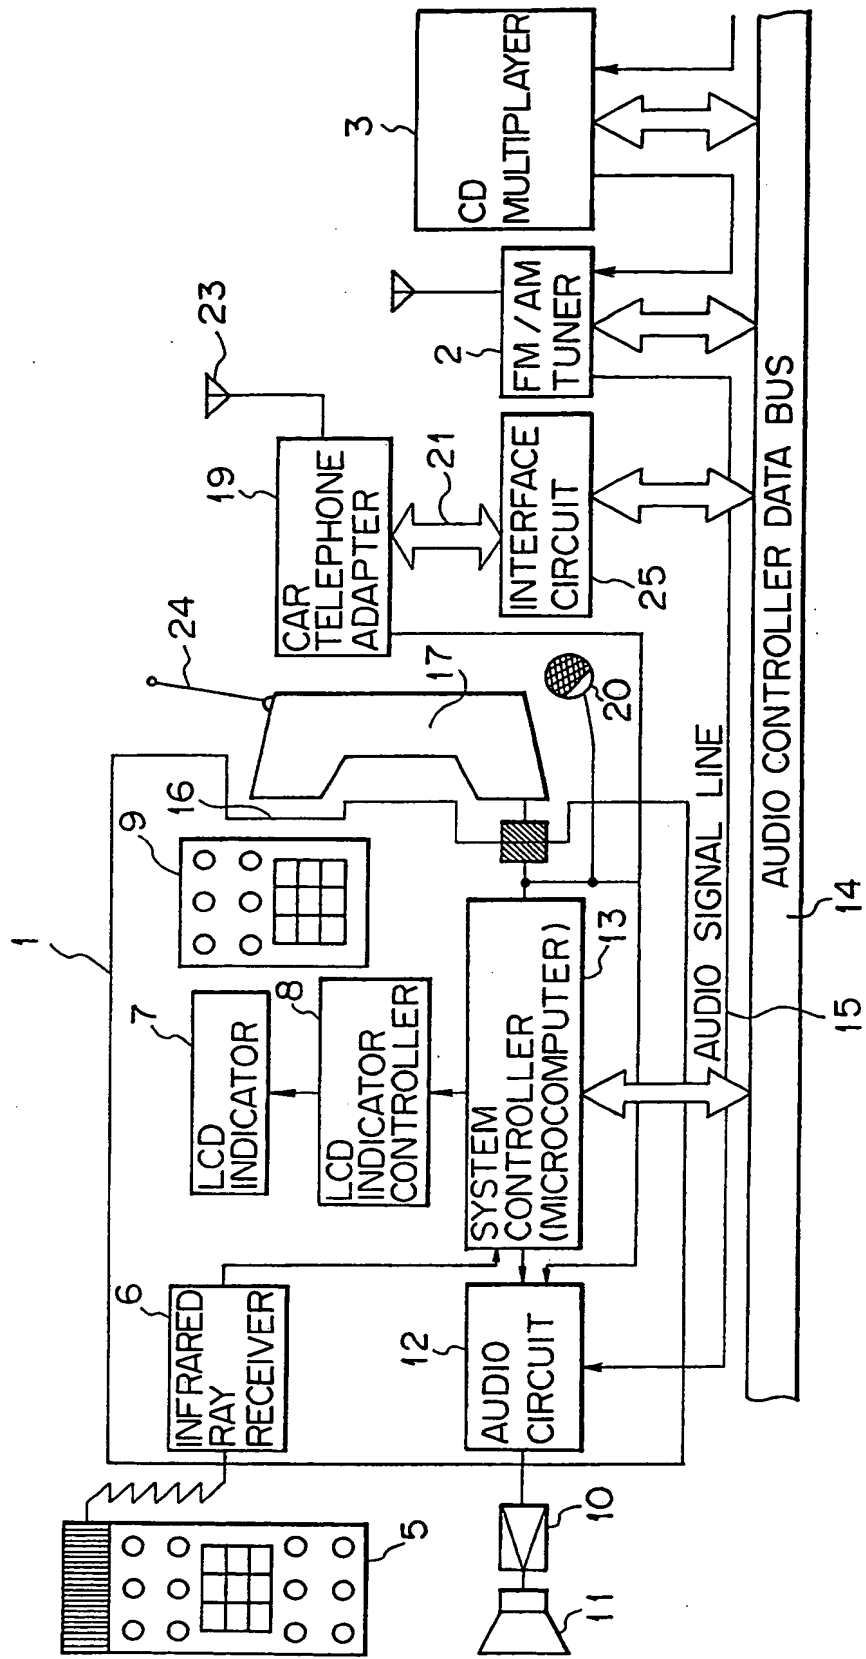 1
5
INFRARED
RAY
RECEIVER
6
LCD
INDICATOR
7
LCD
INDICATOR
CONTROLLER
8
9
16
24
17
CAR
TELEPHONE
ADAPTER
19
23
21
INTERFACE
CIRCUIT
25
FM/AM
TUNER
2
CD
MULTIPLAYER
3
11
10
AUDIO
CIRCUIT
12
SYSTEM
CONTROLLER
(MICROCOMPUTER)
13
20
AUDIO SIGNAL LINE
15
AUDIO CONTROLLER DATA BUS
14